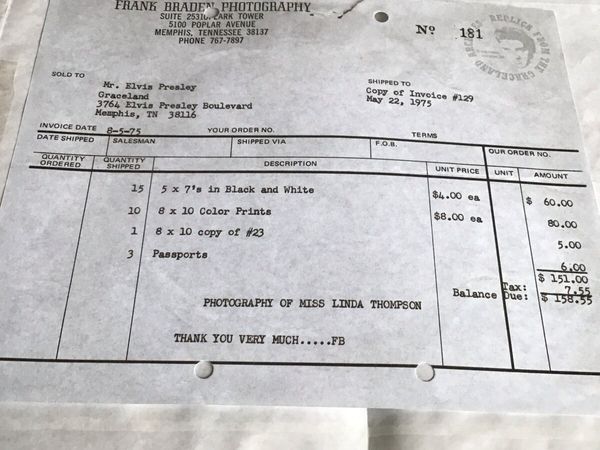 FRANK BRADEN PHOTOGRAPHY
SUITE 2531, CLARK TOWER
5100 POPLAR AVENUE
MEMPHIS, TENNESSEE 38137
PHONE 767-7897
Nº 181
REPLICA FROM THE GRACELAND ARCHIVES
SOLD TO
Mr. Elvis Presley
Graceland
3764 Elvis Presley Boulevard
Memphis, TN 38116
SHIPPED TO
Copy of Invoice #129
May 22, 1975
INVOICE DATE 8-5-75 YOUR ORDER NO. TERMS
DATE SHIPPED SALESMAN SHIPPED VIA F.O.B. OUR ORDER NO.
QUANTITY ORDERED QUANTITY SHIPPED DESCRIPTION UNIT PRICE UNIT AMOUNT
15 5 x 7's in Black and White $4.00 ea $ 60.00
10 8 x 10 Color Prints $8.00 ea 80.00
1 8 x 10 copy of #23 5.00
3 Passports 6.00
$ 151.00
Tax: 7.55
Balance Due: $ 158.55
PHOTOGRAPHY OF MISS LINDA THOMPSON
THANK YOU VERY MUCH.....FB